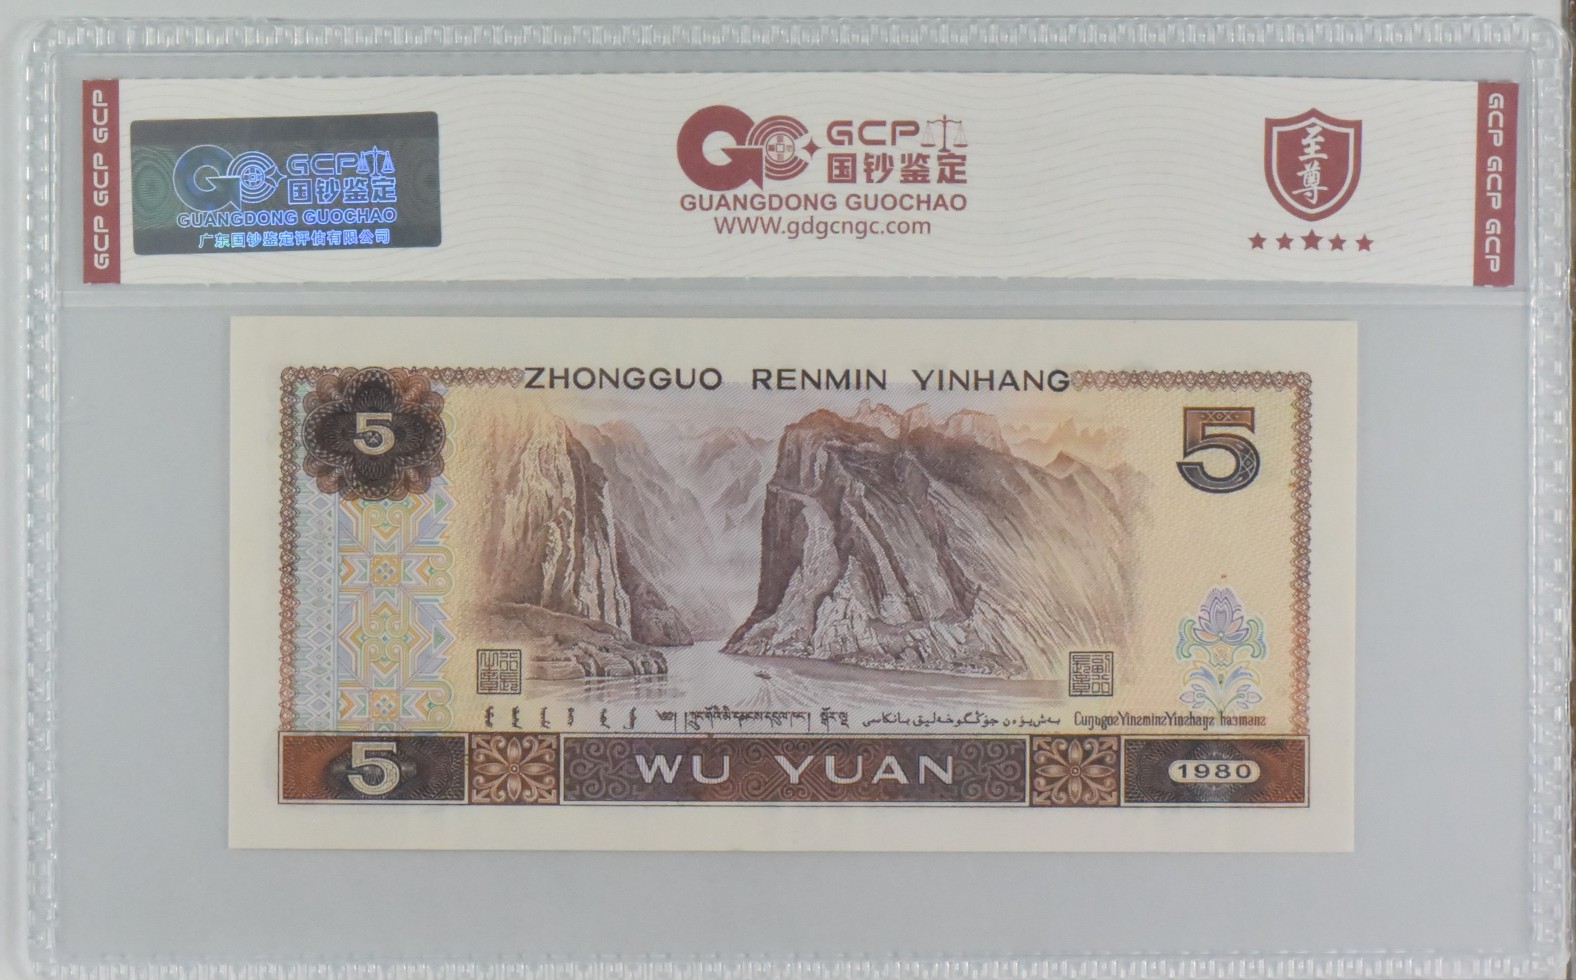 GCP GCP GCP
GCP
国钞鉴定
GUANGDONG GUOCHAO
广东国钞鉴定评估有限公司
GCP
国钞鉴定
GUANGDONG GUOCHAO
WWW.gdgcngc.com
至尊
GCP GCP GCP
ZHONGGUO RENMIN YINHANG
5
5
5
WU YUAN
1980